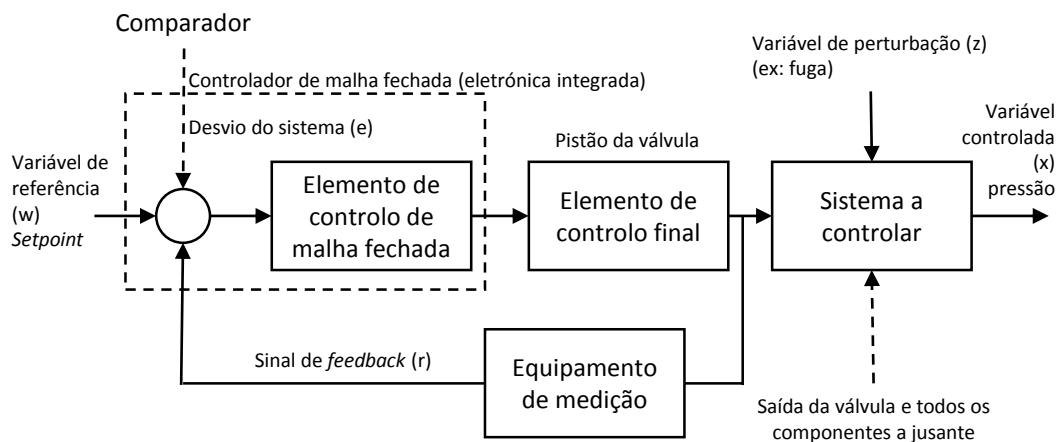 Comparador
Variável de perturbação (z)
(ex: fuga)
Controlador de malha fechada (eletrónica integrada)
Desvio do sistema (e)
Variável de
referência
(w)
Setpoint
Elemento de
controlo de
malha fechada
Pistão da válvula
Elemento de
controlo final
Sistema a
controlar
Variável
controlada
(x)
pressão
Sinal de feedback (r)
Equipamento
de medição
Saída da válvula e todos os
componentes a jusante